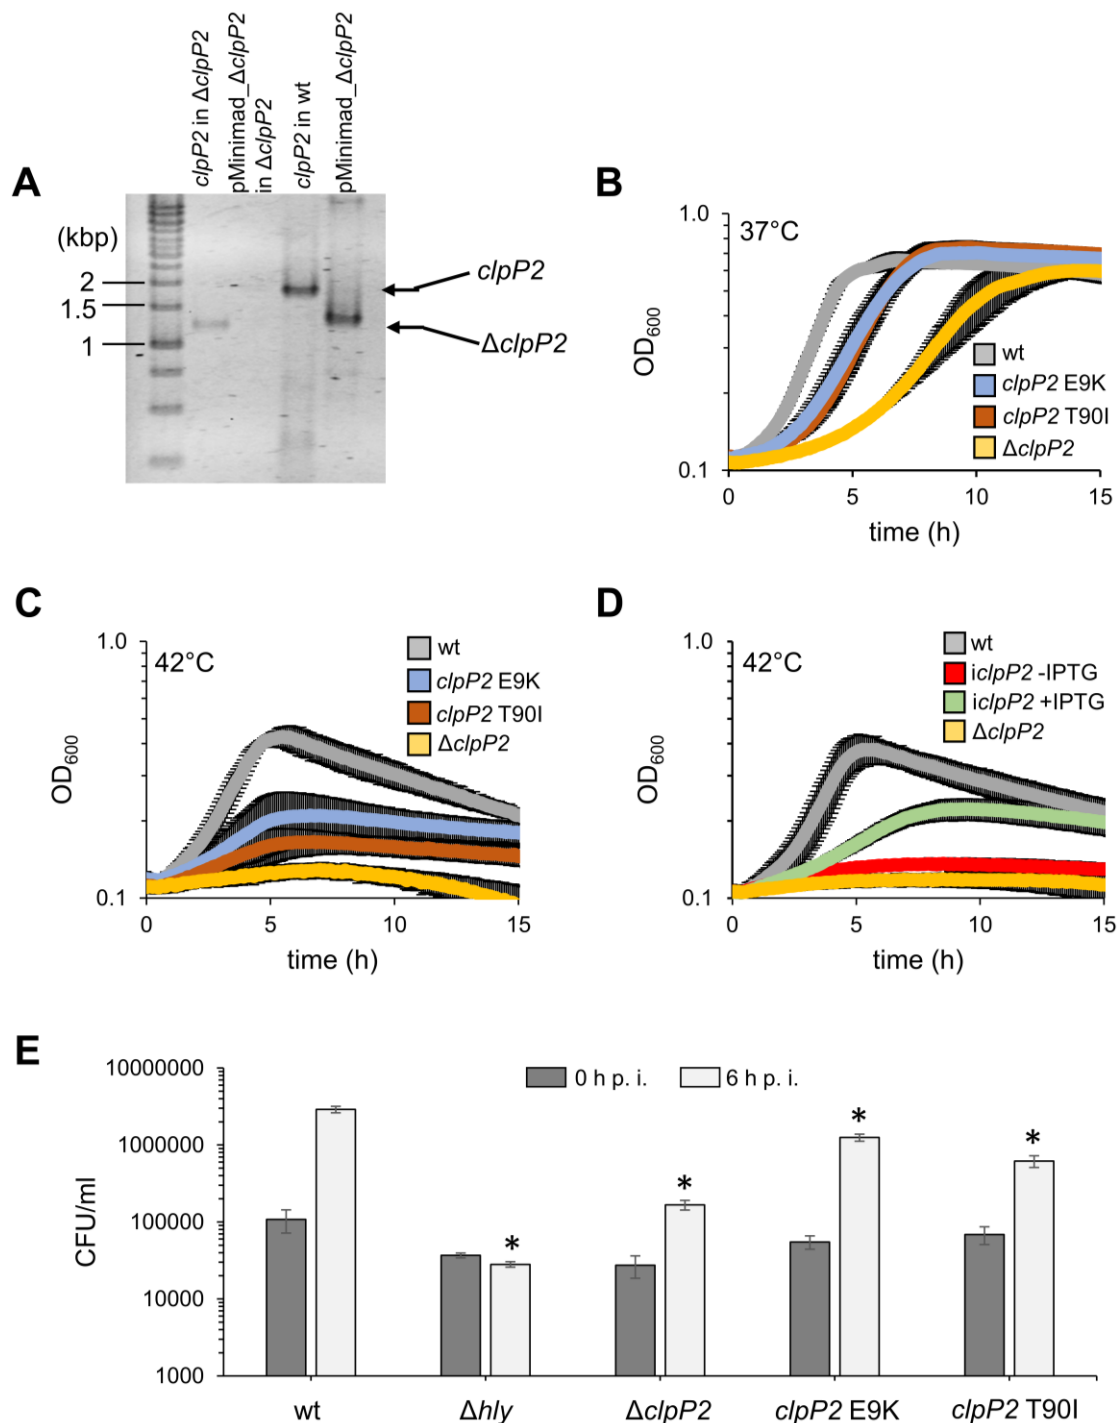 A
clpP2 in ΔclpP2
pMinimad_ΔclpP2
in ΔclpP2
clpP2 in wt
pMinimad_ΔclpP2
(kbp)
2
1.5
1
clpP2
ΔclpP2
B
37°C
OD600
1.0
0.1
wt
clpP2 E9K
clpP2 T90I
ΔclpP2
0 5 10 15
time (h)
C
42°C
OD600
1.0
0.1
wt
clpP2 E9K
clpP2 T90I
ΔclpP2
0 5 10 15
time (h)
D
42°C
OD600
1.0
0.1
wt
iclpP2 -IPTG
iclpP2 +IPTG
ΔclpP2
0 5 10 15
time (h)
E
CFU/ml
10000000
1000000
100000
10000
1000
0 h p. i. 6 h p. i.
* * * *
wt Δhly ΔclpP2 clpP2 E9K clpP2 T90I